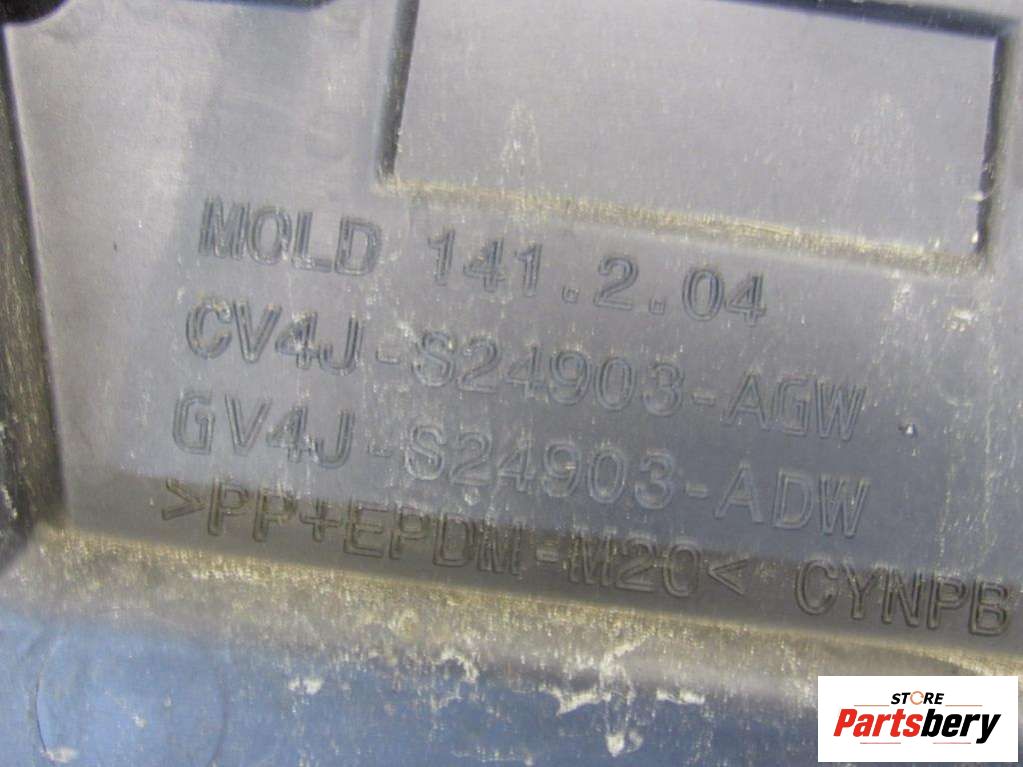 MOLD 141.2.04
CV4J-S24903-AGW
GV4J-S24903-ADW
>PP+EPDM-M20< CYNPB
STORE
Partsbery